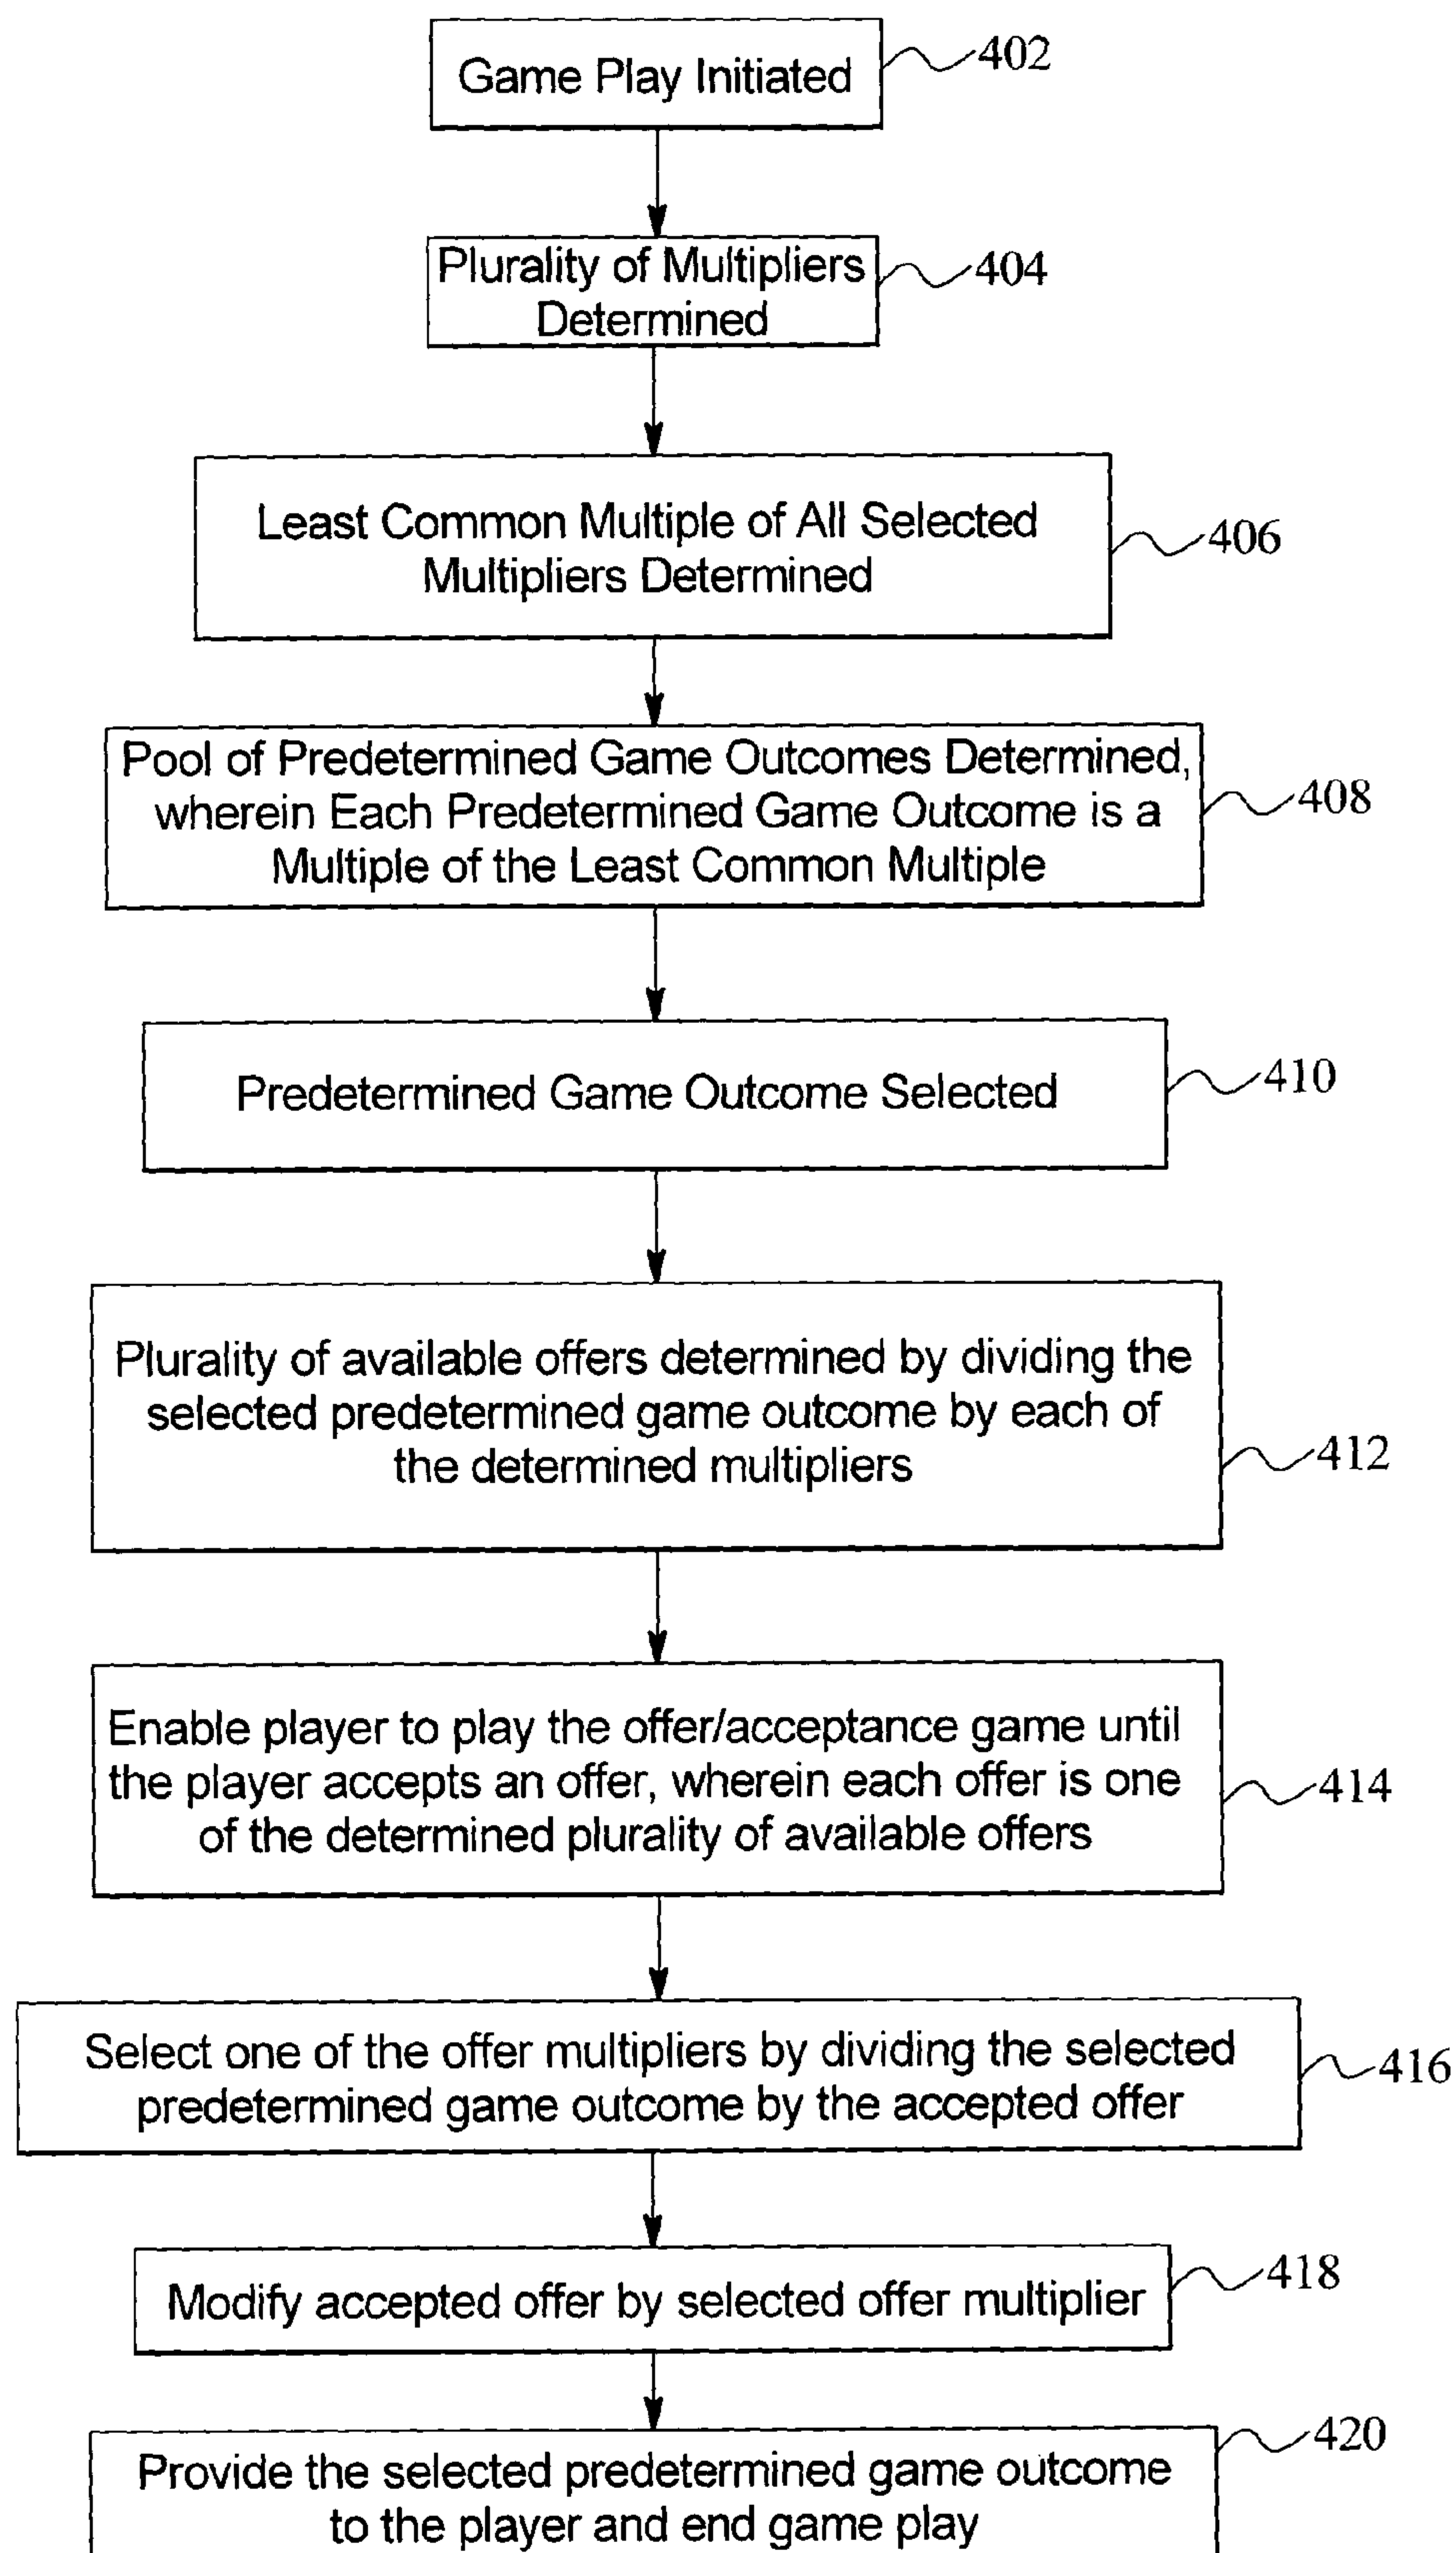 Game Play Initiated
402
Plurality of Multipliers
Determined
404
Least Common Multiple of All Selected
Multipliers Determined
406
Pool of Predetermined Game Outcomes Determined,
wherein Each Predetermined Game Outcome is a
Multiple of the Least Common Multiple
408
Predetermined Game Outcome Selected
410
Plurality of available offers determined by dividing the
selected predetermined game outcome by each of
the determined multipliers
412
Enable player to play the offer/acceptance game until
the player accepts an offer, wherein each offer is one
of the determined plurality of available offers
414
Select one of the offer multipliers by dividing the selected
predetermined game outcome by the accepted offer
416
Modify accepted offer by selected offer multiplier
418
Provide the selected predetermined game outcome
to the player and end game play
420